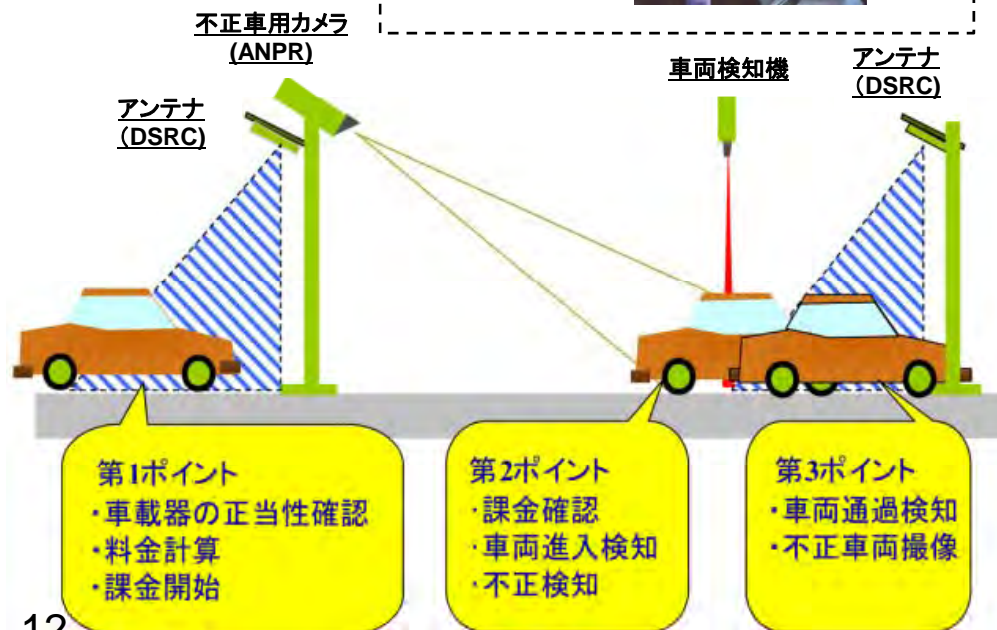 不正車用カメラ
(ANPR)
アンテナ
（DSRC)
車両検知機
アンテナ
（DSRC)
第1ポイント
・車載器の正当性確認
・料金計算
・課金開始
第2ポイント
・課金確認
・車両進入検知
・不正検知
第3ポイント
・車両通過検知
・不正車両撮像
12